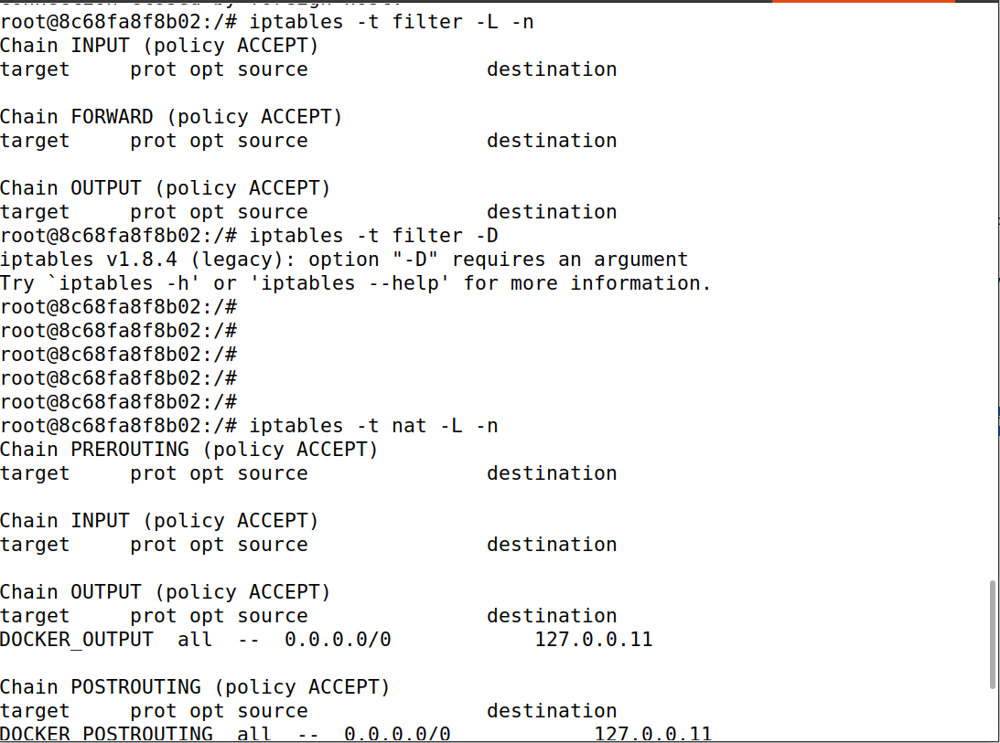 connection closed by foreign host.
root@8c68fa8f8b02:/# iptables -t filter -L -n
Chain INPUT (policy ACCEPT)
target     prot opt source               destination
Chain FORWARD (policy ACCEPT)
target     prot opt source               destination
Chain OUTPUT (policy ACCEPT)
target     prot opt source               destination
root@8c68fa8f8b02:/# iptables -t filter -D
iptables v1.8.4 (legacy): option "-D" requires an argument
Try `iptables -h' or 'iptables --help' for more information.
root@8c68fa8f8b02:/#
root@8c68fa8f8b02:/#
root@8c68fa8f8b02:/#
root@8c68fa8f8b02:/#
root@8c68fa8f8b02:/#
root@8c68fa8f8b02:/# iptables -t nat -L -n
Chain PREROUTING (policy ACCEPT)
target     prot opt source               destination
Chain INPUT (policy ACCEPT)
target     prot opt source               destination
Chain OUTPUT (policy ACCEPT)
target     prot opt source               destination
DOCKER_OUTPUT  all  --  0.0.0.0/0            127.0.0.11
Chain POSTROUTING (policy ACCEPT)
target     prot opt source               destination
DOCKER_POSTROUTING  all  --  0.0.0.0/0            127.0.0.11